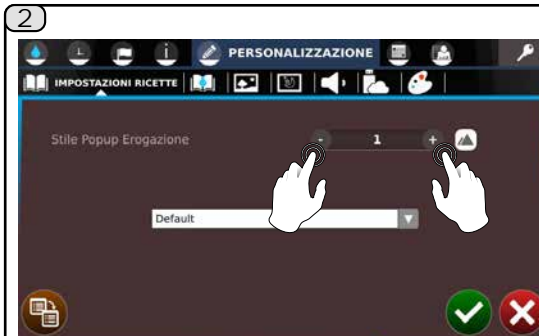 2
PERSONALIZZAZIONE
IMPOSTAZIONI RICETTE
Stile Popup Erogazione - 1 +
Default